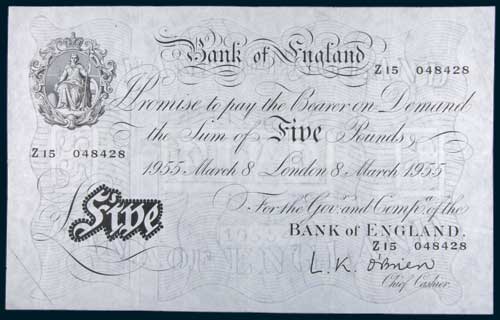 Bank of England
Z15 048428
I Promise to pay the Bearer on Demand
the Sum of Five Pounds
Z15 048428
1955 March 8 London 8 March 1955
For the Govr. and Compa. of the
Five
BANK of ENGLAND.
Z15 048428
L. K. O'Brien
Chief Cashier.